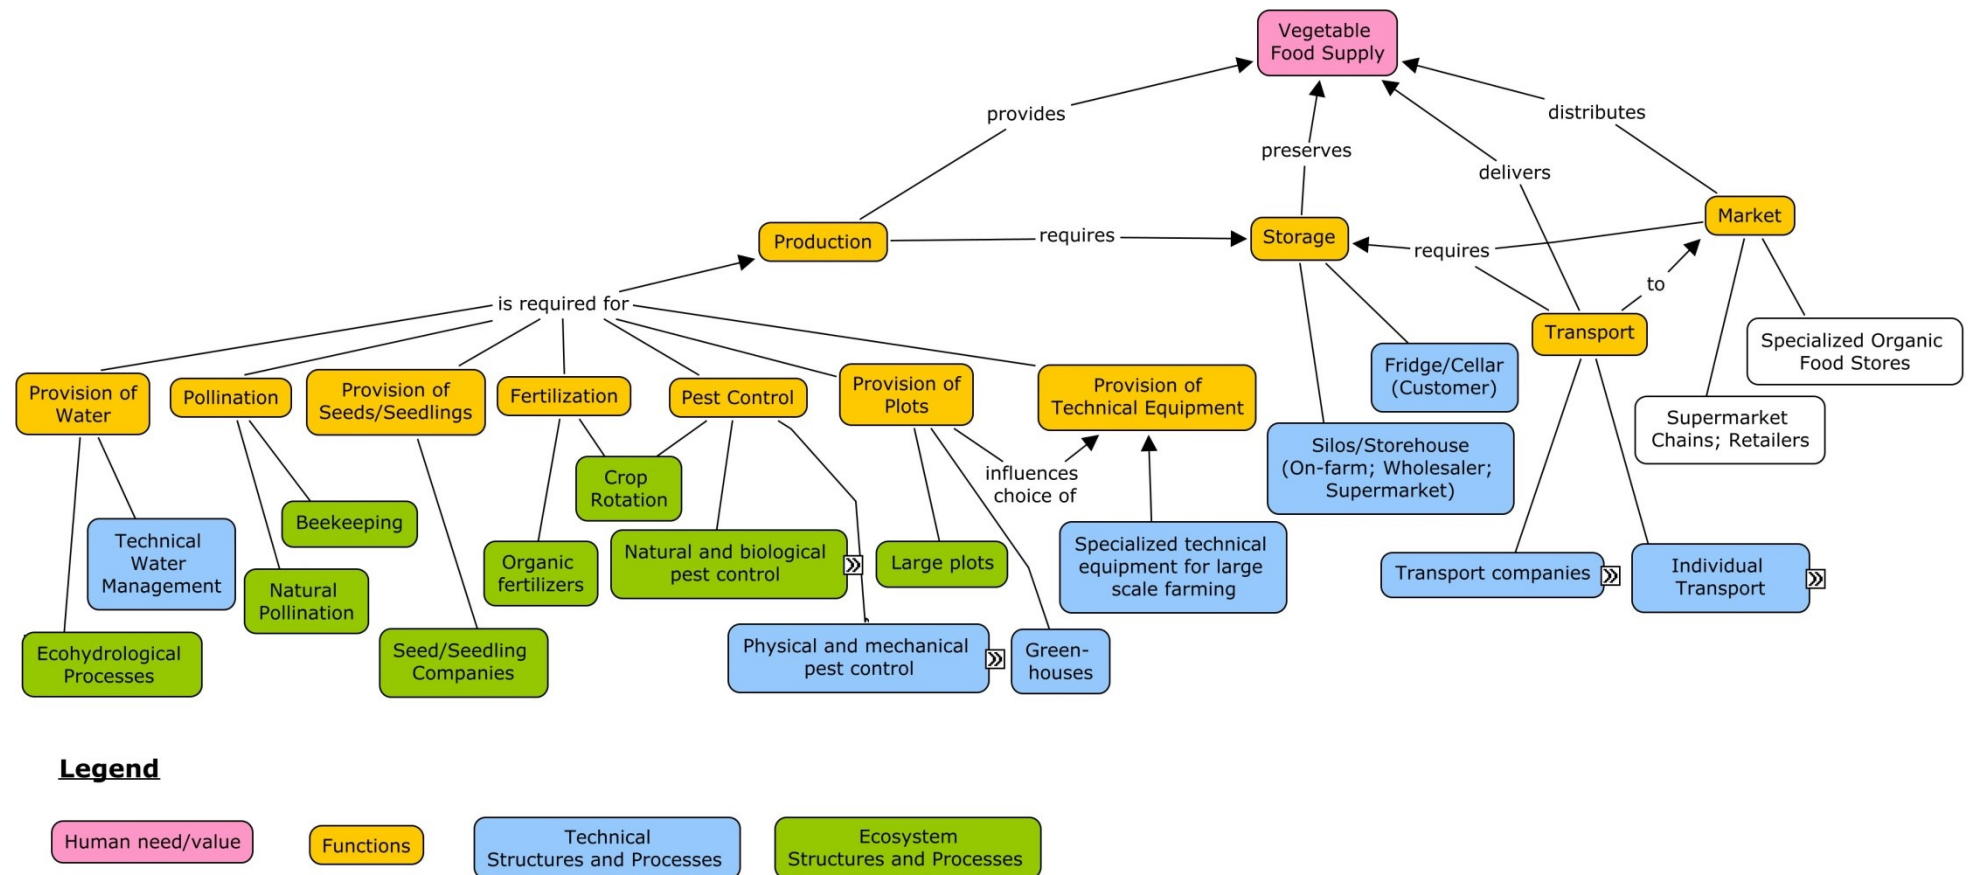 Vegetable
Food Supply
provides
distributes
preserves
delivers
Market
Production
requires
Storage
requires
to
is required for
Transport
Specialized Organic
Food Stores
Fridge/Cellar
(Customer)
Provision of
Water
Pollination
Provision of
Seeds/Seedlings
Fertilization
Pest Control
Provision of
Plots
Provision of
Technical Equipment
Supermarket
Chains; Retailers
Silos/Storehouse
(On-farm; Wholesaler;
Supermarket)
influences
choice of
Crop
Rotation
Beekeeping
Technical
Water
Management
Natural
Pollination
Organic
fertilizers
Natural and biological
pest control
Large plots
Specialized technical
equipment for large
scale farming
Transport companies
Individual
Transport
Ecohydrological
Processes
Seed/Seedling
Companies
Physical and mechanical
pest control
Green-
houses
Legend
Human need/value
Functions
Technical
Structures and Processes
Ecosystem
Structures and Processes